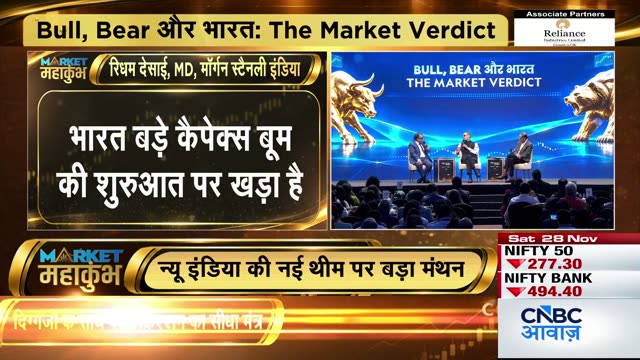 Bull, Bear और भारत: The Market Verdict
Associate Partners
Reliance
Industries Limited
MARKET
महाकुंभ
रिधम देसाई, MD, मॉर्गन स्टैनली इंडिया
भारत बड़े कैपेक्स बूम
की शुरुआत पर खड़ा है
BULL, BEAR और भारत
THE MARKET VERDICT
MARKET
महाकुंभ
न्यू इंडिया की नई थीम पर बड़ा मंथन
Sat 28 Nov
NIFTY 50
277.30
NIFTY BANK
494.40
दिग्गजों के साथ
का सीधा मंत्र
CNBC
आवाज़